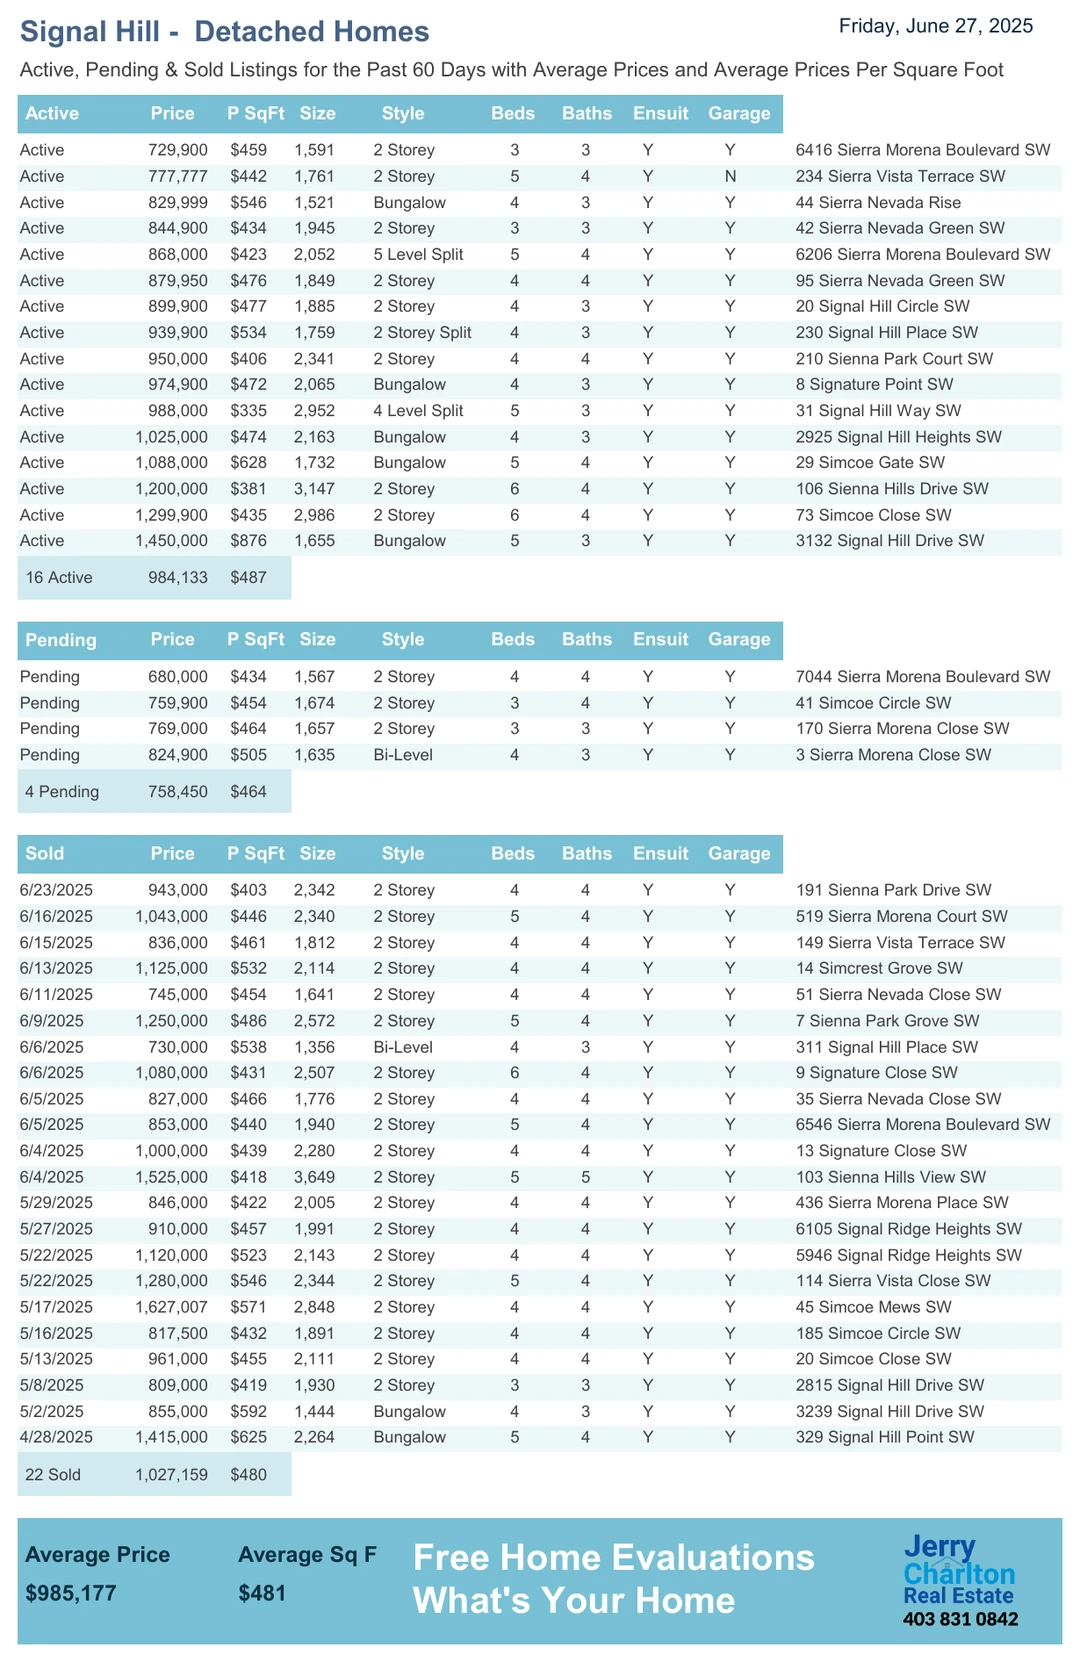 Signal Hill - Detached Homes
Friday, June 27, 2025
Active, Pending & Sold Listings for the Past 60 Days with Average Prices and Average Prices Per Square Foot
Active Price P SqFt Size Style Beds Baths Ensuit Garage
Active 729,900 $459 1,591 2 Storey 3 3 Y Y 6416 Sierra Morena Boulevard SW
Active 777,777 $442 1,761 2 Storey 5 4 Y N 234 Sierra Vista Terrace SW
Active 829,999 $546 1,521 Bungalow 4 3 Y Y 44 Sierra Nevada Rise
Active 844,900 $434 1,945 2 Storey 3 3 Y Y 42 Sierra Nevada Green SW
Active 868,000 $423 2,052 5 Level Split 5 4 Y Y 6206 Sierra Morena Boulevard SW
Active 879,950 $476 1,849 2 Storey 4 4 Y Y 95 Sierra Nevada Green SW
Active 899,900 $477 1,885 2 Storey 4 3 Y Y 20 Signal Hill Circle SW
Active 939,900 $534 1,759 2 Storey Split 4 3 Y Y 230 Signal Hill Place SW
Active 950,000 $406 2,341 2 Storey 4 4 Y Y 210 Sienna Park Court SW
Active 974,900 $472 2,065 Bungalow 4 3 Y Y 8 Signature Point SW
Active 988,000 $335 2,952 4 Level Split 5 3 Y Y 31 Signal Hill Way SW
Active 1,025,000 $474 2,163 Bungalow 4 3 Y Y 2925 Signal Hill Heights SW
Active 1,088,000 $628 1,732 Bungalow 5 4 Y Y 29 Simcoe Gate SW
Active 1,200,000 $381 3,147 2 Storey 6 4 Y Y 106 Sienna Hills Drive SW
Active 1,299,900 $435 2,986 2 Storey 6 4 Y Y 73 Simcoe Close SW
Active 1,450,000 $876 1,655 Bungalow 5 3 Y Y 3132 Signal Hill Drive SW
16 Active 984,133 $487
Pending Price P SqFt Size Style Beds Baths Ensuit Garage
Pending 680,000 $434 1,567 2 Storey 4 4 Y Y 7044 Sierra Morena Boulevard SW
Pending 759,900 $454 1,674 2 Storey 3 4 Y Y 41 Simcoe Circle SW
Pending 769,000 $464 1,657 2 Storey 3 3 Y Y 170 Sierra Morena Close SW
Pending 824,900 $505 1,635 Bi-Level 4 3 Y Y 3 Sierra Morena Close SW
4 Pending 758,450 $464
Sold Price P SqFt Size Style Beds Baths Ensuit Garage
6/23/2025 943,000 $403 2,342 2 Storey 4 4 Y Y 191 Sienna Park Drive SW
6/16/2025 1,043,000 $446 2,340 2 Storey 5 4 Y Y 519 Sierra Morena Court SW
6/15/2025 836,000 $461 1,812 2 Storey 4 4 Y Y 149 Sierra Vista Terrace SW
6/13/2025 1,125,000 $532 2,114 2 Storey 4 4 Y Y 14 Simcrest Grove SW
6/11/2025 745,000 $454 1,641 2 Storey 4 4 Y Y 51 Sierra Nevada Close SW
6/9/2025 1,250,000 $486 2,572 2 Storey 5 4 Y Y 7 Sienna Park Grove SW
6/6/2025 730,000 $538 1,356 Bi-Level 4 3 Y Y 311 Signal Hill Place SW
6/6/2025 1,080,000 $431 2,507 2 Storey 6 4 Y Y 9 Signature Close SW
6/5/2025 827,000 $466 1,776 2 Storey 4 4 Y Y 35 Sierra Nevada Close SW
6/5/2025 853,000 $440 1,940 2 Storey 5 4 Y Y 6546 Sierra Morena Boulevard SW
6/4/2025 1,000,000 $439 2,280 2 Storey 4 4 Y Y 13 Signature Close SW
6/4/2025 1,525,000 $418 3,649 2 Storey 5 5 Y Y 103 Sienna Hills View SW
5/29/2025 846,000 $422 2,005 2 Storey 4 4 Y Y 436 Sierra Morena Place SW
5/27/2025 910,000 $457 1,991 2 Storey 4 4 Y Y 6105 Signal Ridge Heights SW
5/22/2025 1,120,000 $523 2,143 2 Storey 4 4 Y Y 5946 Signal Ridge Heights SW
5/22/2025 1,280,000 $546 2,344 2 Storey 5 4 Y Y 114 Sierra Vista Close SW
5/17/2025 1,627,007 $571 2,848 2 Storey 4 4 Y Y 45 Simcoe Mews SW
5/16/2025 817,500 $432 1,891 2 Storey 4 4 Y Y 185 Simcoe Circle SW
5/13/2025 961,000 $455 2,111 2 Storey 4 4 Y Y 20 Simcoe Close SW
5/8/2025 809,000 $419 1,930 2 Storey 3 3 Y Y 2815 Signal Hill Drive SW
5/2/2025 855,000 $592 1,444 Bungalow 4 3 Y Y 3239 Signal Hill Drive SW
4/28/2025 1,415,000 $625 2,264 Bungalow 5 4 Y Y 329 Signal Hill Point SW
22 Sold 1,027,159 $480
Average Price Average Sq F
$985,177 $481
Free Home Evaluations
What's Your Home
Jerry
Charlton
Real Estate
403 831 0842